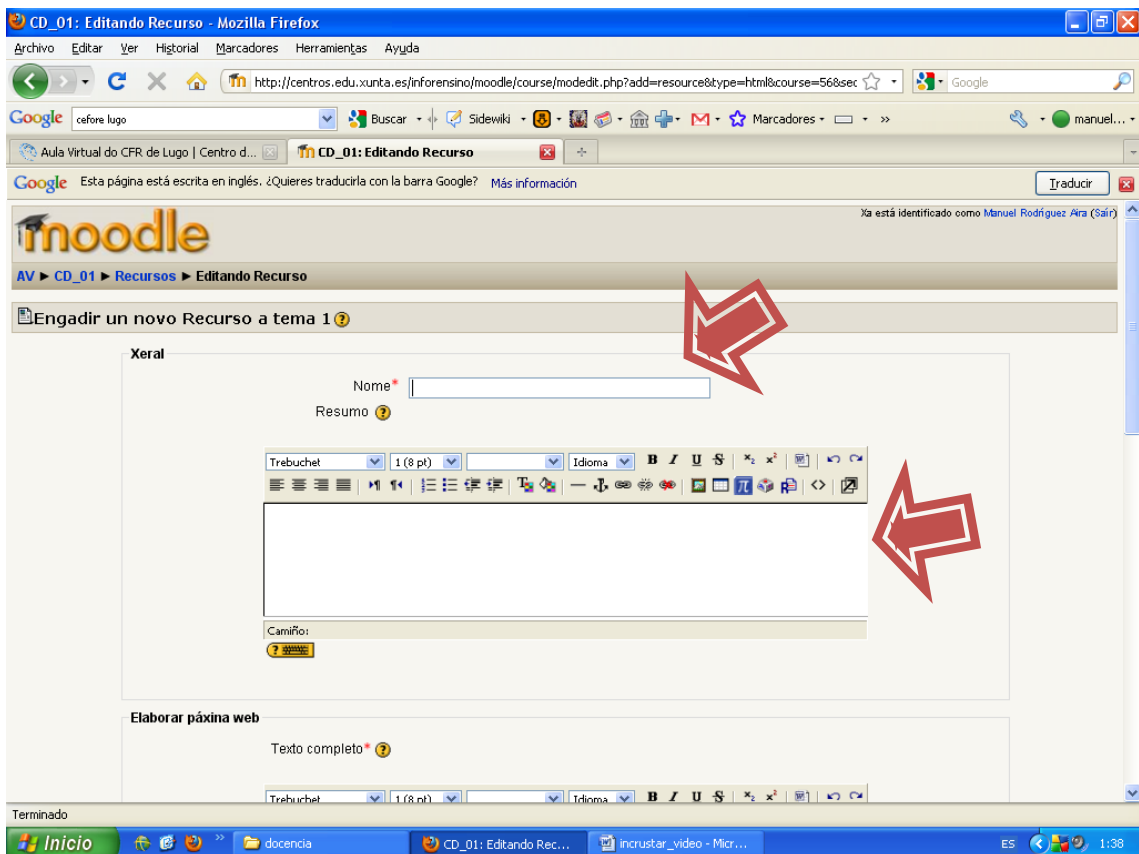 CD_01: Editando Recurso - Mozilla Firefox
Archivo Editar Ver Historial Marcadores Herramientas Ayuda
http://centros.edu.xunta.es/inforensino/moodle/course/modedit.php?add=resource&type=html&course=56&sec Google
Google cefore lugo Buscar Sidewiki Marcadores » manuel...
Aula Virtual do CFR de Lugo | Centro d... CD_01: Editando Recurso
Google Esta página está escrita en inglés. ¿Quieres traducirla con la barra Google? Más información Traducir
moodle
Xa está identificado como Manuel Rodríguez Aira (Saír)
AV ► CD_01 ► Recursos ► Editando Recurso
Engadir un novo Recurso a tema 1
Xeral
Nome*
Resumo
Trebuchet 1 (8 pt) Idioma B I U S x₂ x²
Camiño:
Elaborar páxina web
Texto completo*
Trebuchet 1 (8 pt) Idioma B I U S x₂ x²
Terminado
Inicio » docencia CD_01: Editando Rec... incrustar_video - Micr... ES 1:38